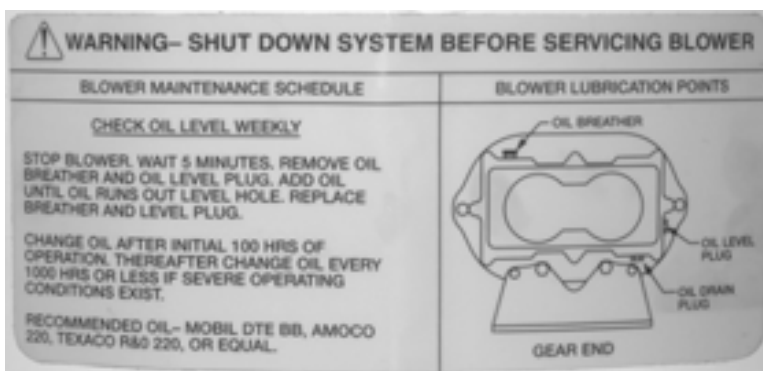 WARNING– SHUT DOWN SYSTEM BEFORE SERVICING BLOWER
BLOWER MAINTENANCE SCHEDULE
CHECK OIL LEVEL WEEKLY
STOP BLOWER. WAIT 5 MINUTES. REMOVE OIL
BREATHER AND OIL LEVEL PLUG. ADD OIL
UNTIL OIL RUNS OUT LEVEL HOLE. REPLACE
BREATHER AND LEVEL PLUG.
CHANGE OIL AFTER INITIAL 100 HRS OF
OPERATION. THEREAFTER CHANGE OIL EVERY
1000 HRS OR LESS IF SEVERE OPERATING
CONDITIONS EXIST.
RECOMMENDED OIL– MOBIL DTE BB, AMOCO
220, TEXACO R&0 220, OR EQUAL.
BLOWER LUBRICATION POINTS
OIL BREATHER
OIL LEVEL
PLUG
OIL DRAIN
PLUG
GEAR END